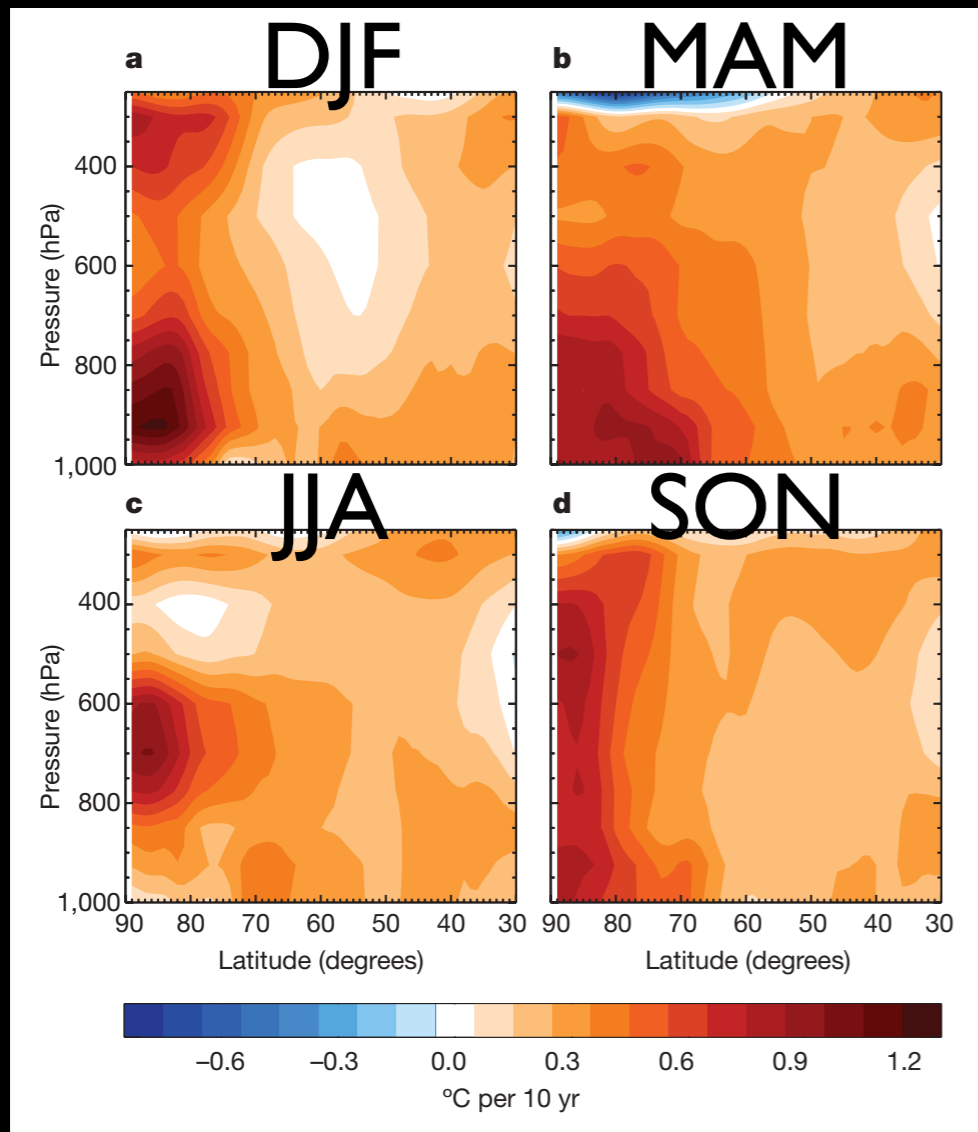 a DJF
b MAM
Pressure (hPa)
400
600
800
1,000
c JJA
d SON
Pressure (hPa)
400
600
800
1,000
90 80 70 60 50 40 30
90 80 70 60 50 40 30
Latitude (degrees)
Latitude (degrees)
−0.6 −0.3 0.0 0.3 0.6 0.9 1.2
ºC per 10 yr